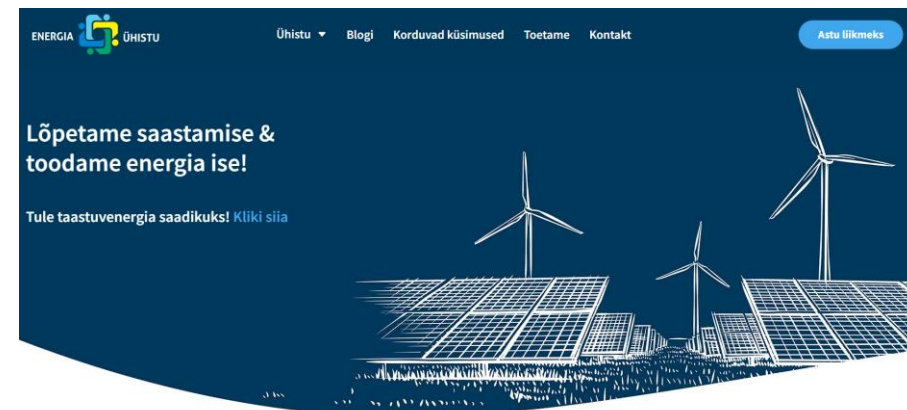 ENERGIA ÜHISTU
Ühistu Blogi Korduvad küsimused Toetame Kontakt
Astu liikmeks
Lõpetame saastamise &
toodame energia ise!
Tule taastuvenergia saadikuks! Kliki siia